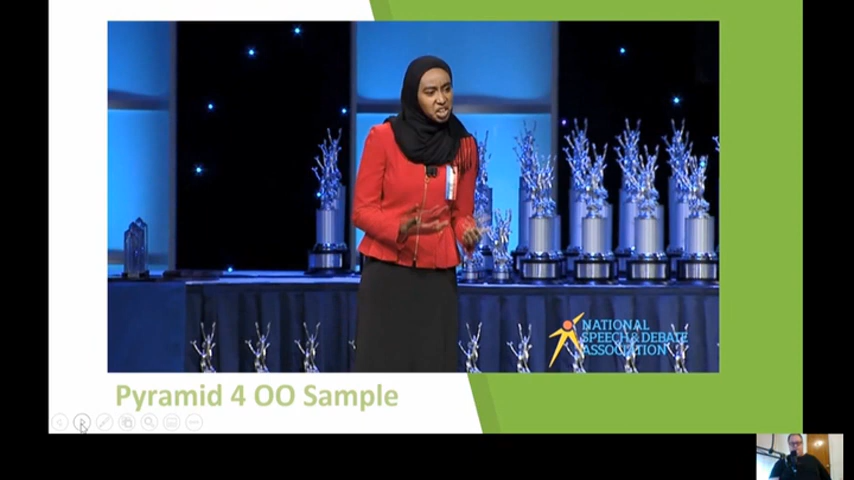 NATIONAL
SPEECH & DEBATE
ASSOCIATION
Pyramid 4 OO Sample